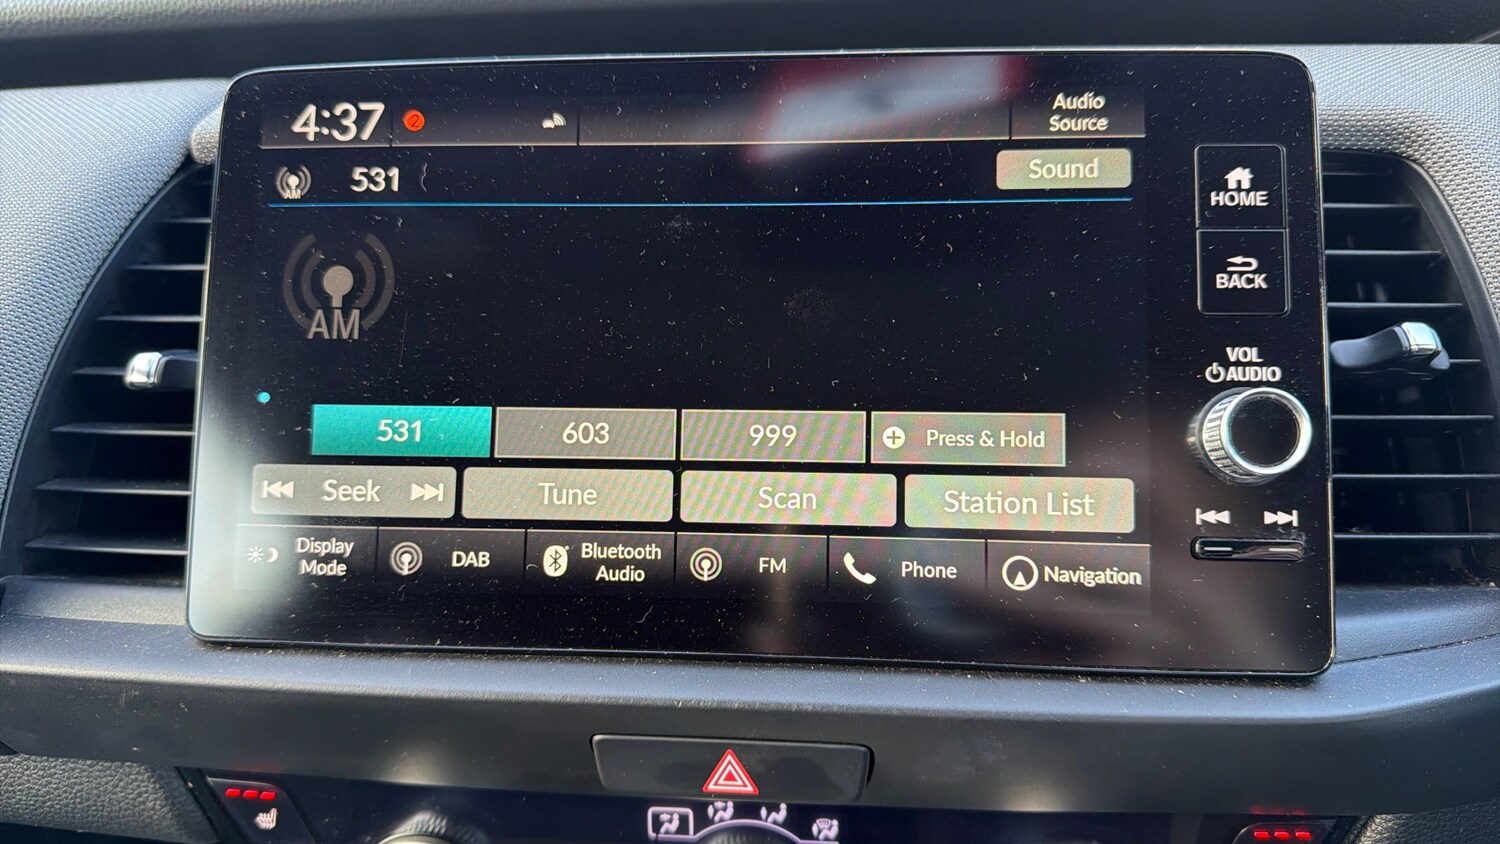 4:37
2
Audio
Source
AM
531
Sound
AM
531
603
999
Press & Hold
Seek
Tune
Scan
Station List
Display
Mode
DAB
Bluetooth
Audio
FM
Phone
Navigation
HOME
BACK
VOL
AUDIO